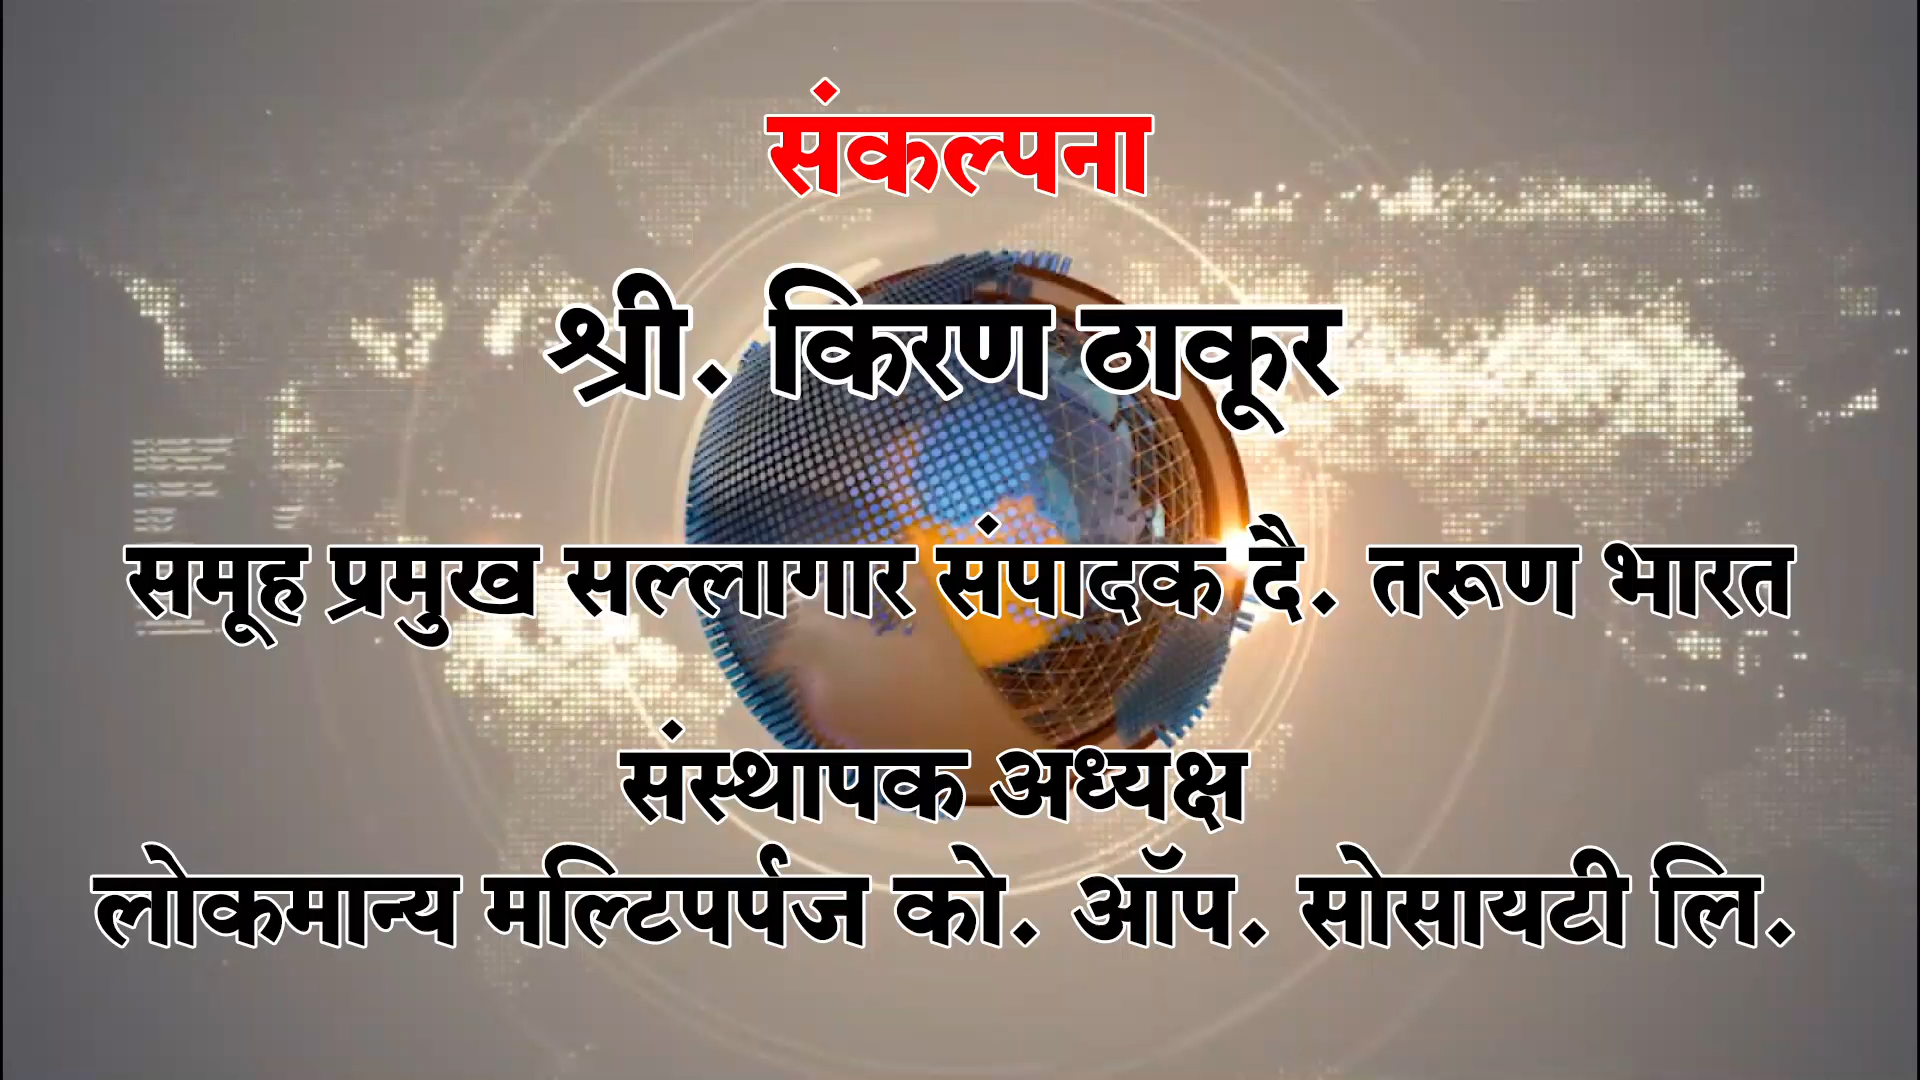 संकल्पना
श्री. किरण ठाकूर
समूह प्रमुख सल्लागार संपादक दै. तरूण भारत
संस्थापक अध्यक्ष
लोकमान्य मल्टिपर्पज को. ऑप. सोसायटी लि.